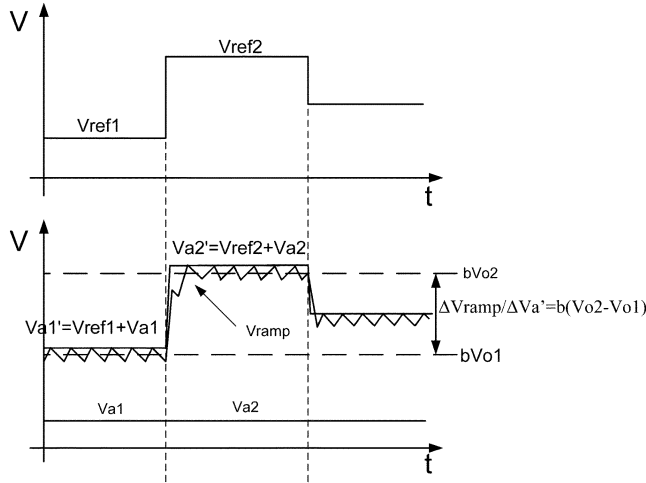 V
Vref2
Vref1
t
V
Va2'=Vref2+Va2
bVo2
ΔVramp/ΔVa’=b(Vo2-Vo1)
Va1'=Vref1+Va1
Vramp
bVo1
Va1
Va2
t